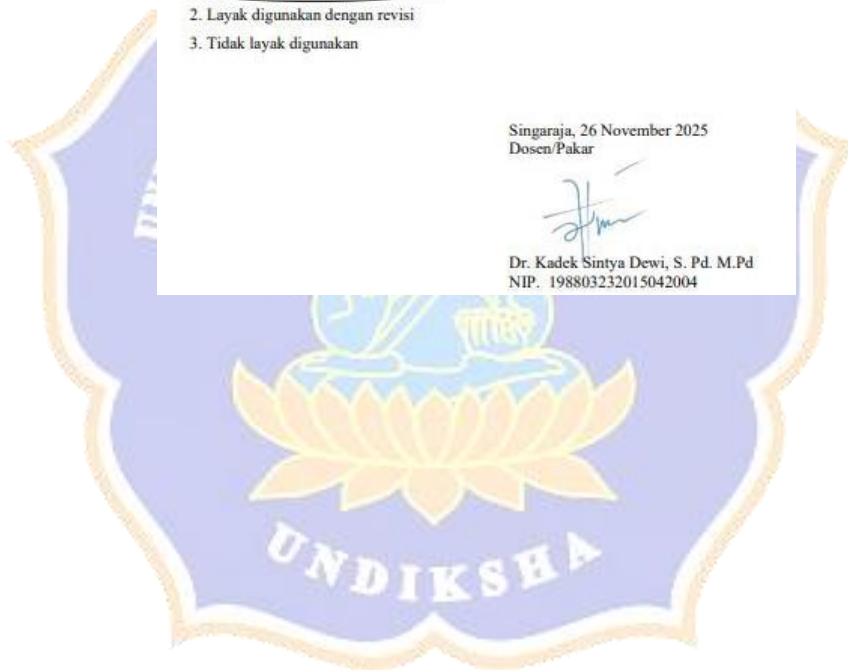 2. Layak digunakan dengan revisi
3. Tidak layak digunakan
Singaraja, 26 November 2025
Dosen/Pakar
Dr. Kadek Sintya Dewi, S. Pd. M.Pd
NIP. 198803232015042004
UNDIKSHA